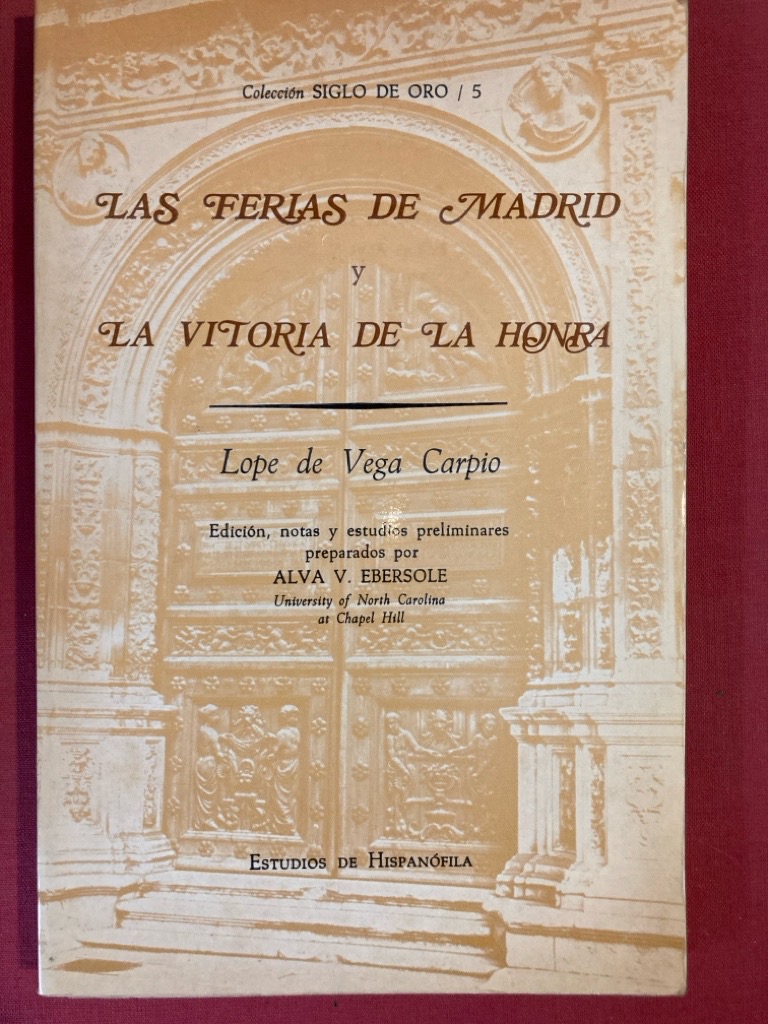 Colección SIGLO DE ORO / 5
LAS FERIAS DE MADRID
y
LA VITORIA DE LA HONRA
Lope de Vega Carpio
Edición, notas y estudios preliminares
preparados por
ALVA V. EBERSOLE
University of North Carolina
at Chapel Hill
ESTUDIOS DE HISPANÓFILA